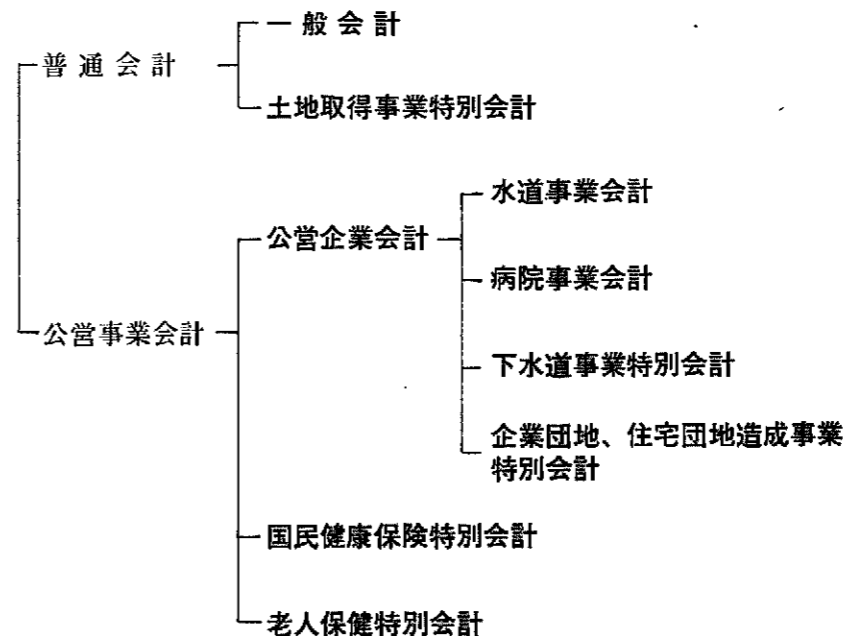 一般会計
普通会計
土地取得事業特別会計
水道事業会計
公営企業会計
病院事業会計
公営事業会計
下水道事業特別会計
企業団地、住宅団地造成事業
特別会計
国民健康保険特別会計
老人保健特別会計